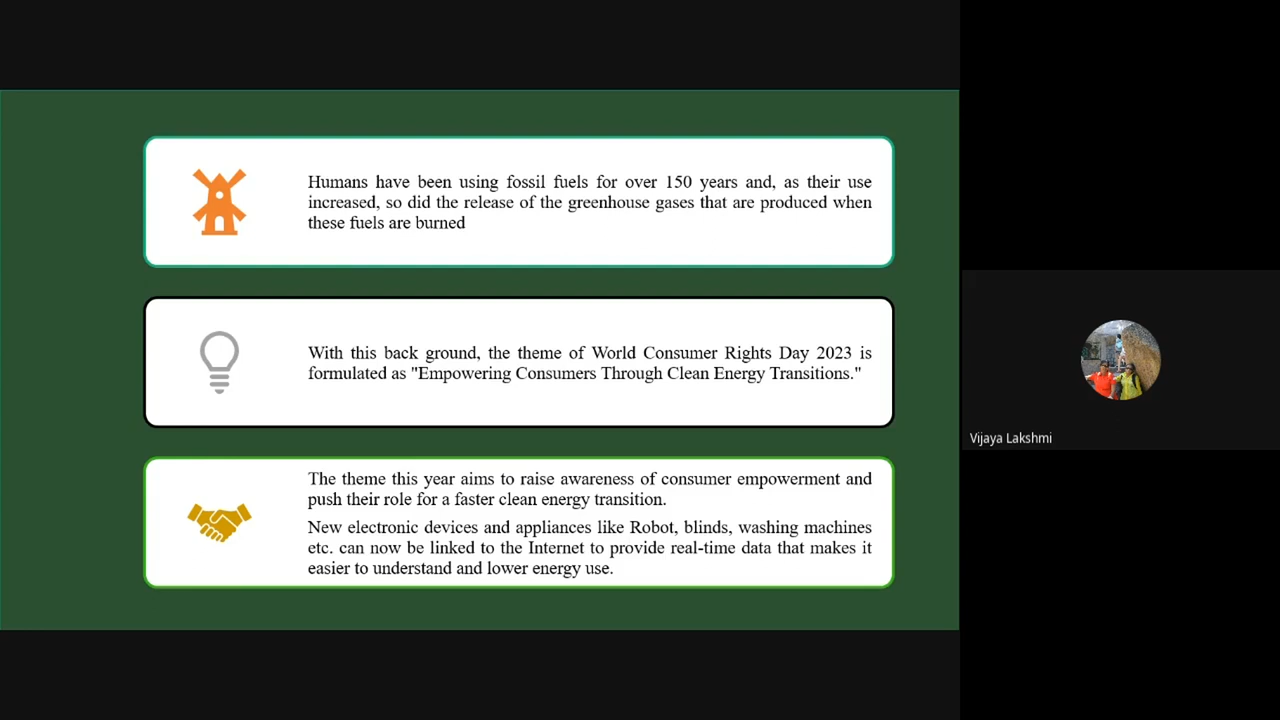 Humans have been using fossil fuels for over 150 years and, as their use
increased, so did the release of the greenhouse gases that are produced when
these fuels are burned
With this back ground, the theme of World Consumer Rights Day 2023 is
formulated as "Empowering Consumers Through Clean Energy Transitions."
The theme this year aims to raise awareness of consumer empowerment and
push their role for a faster clean energy transition.
New electronic devices and appliances like Robot, blinds, washing machines
etc. can now be linked to the Internet to provide real-time data that makes it
easier to understand and lower energy use.
Vijaya Lakshmi